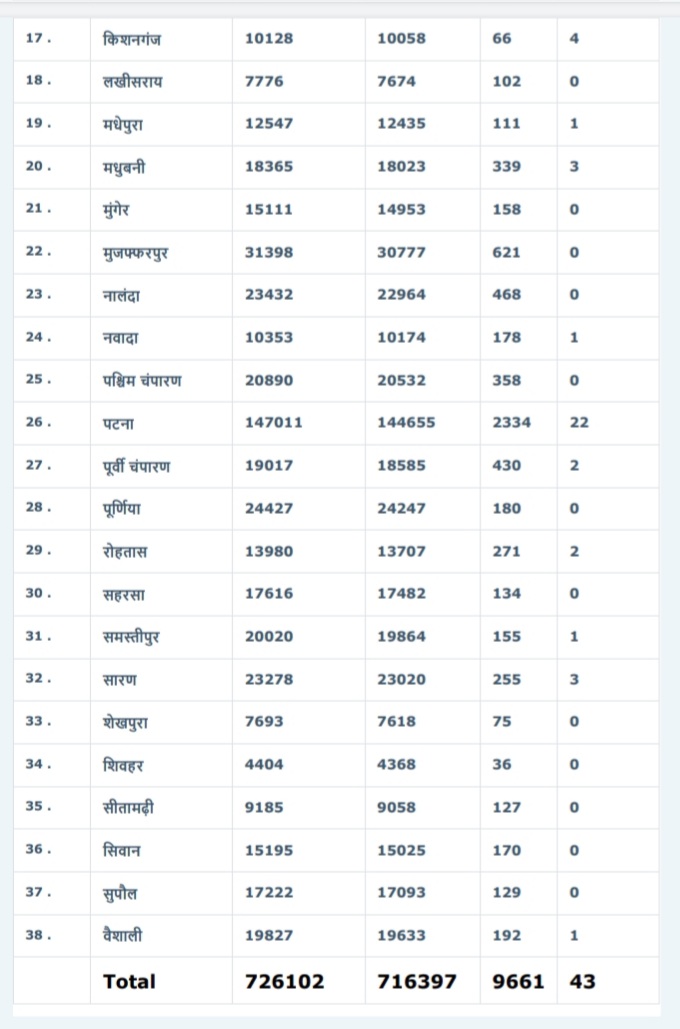 17 . किशनगंज 10128 10058 66 4
18 . लखीसराय 7776 7674 102 0
19 . मधेपुरा 12547 12435 111 1
20 . मधुबनी 18365 18023 339 3
21 . मुंगेर 15111 14953 158 0
22 . मुजफ्फरपुर 31398 30777 621 0
23 . नालंदा 23432 22964 468 0
24 . नवादा 10353 10174 178 1
25 . पश्चिम चंपारण 20890 20532 358 0
26 . पटना 147011 144655 2334 22
27 . पूर्वी चंपारण 19017 18585 430 2
28 . पूर्णिया 24427 24247 180 0
29 . रोहतास 13980 13707 271 2
30 . सहरसा 17616 17482 134 0
31 . समस्तीपुर 20020 19864 155 1
32 . सारण 23278 23020 255 3
33 . शेखपुरा 7693 7618 75 0
34 . शिवहर 4404 4368 36 0
35 . सीतामढ़ी 9185 9058 127 0
36 . सिवान 15195 15025 170 0
37 . सुपौल 17222 17093 129 0
38 . वैशाली 19827 19633 192 1
Total 726102 716397 9661 43